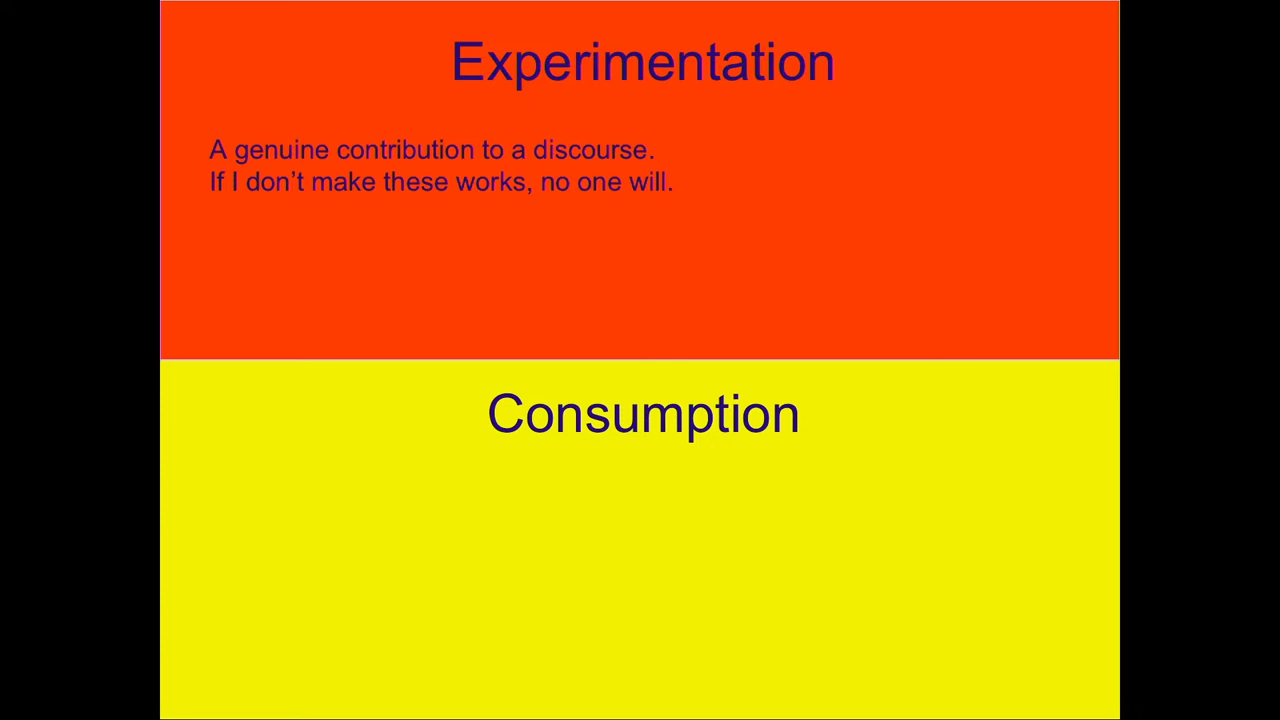 Experimentation
A genuine contribution to a discourse.
If I don’t make these works, no one will.
Consumption